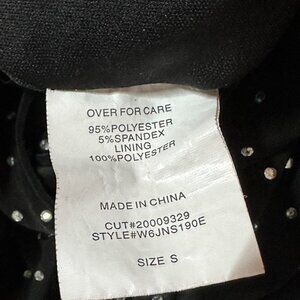 OVER FOR CARE
95%POLYESTER
5%SPANDEX
LINING
100%POLYESTER
MADE IN CHINA
CUT#20009329
STYLE#W6JNS190E
SIZE S